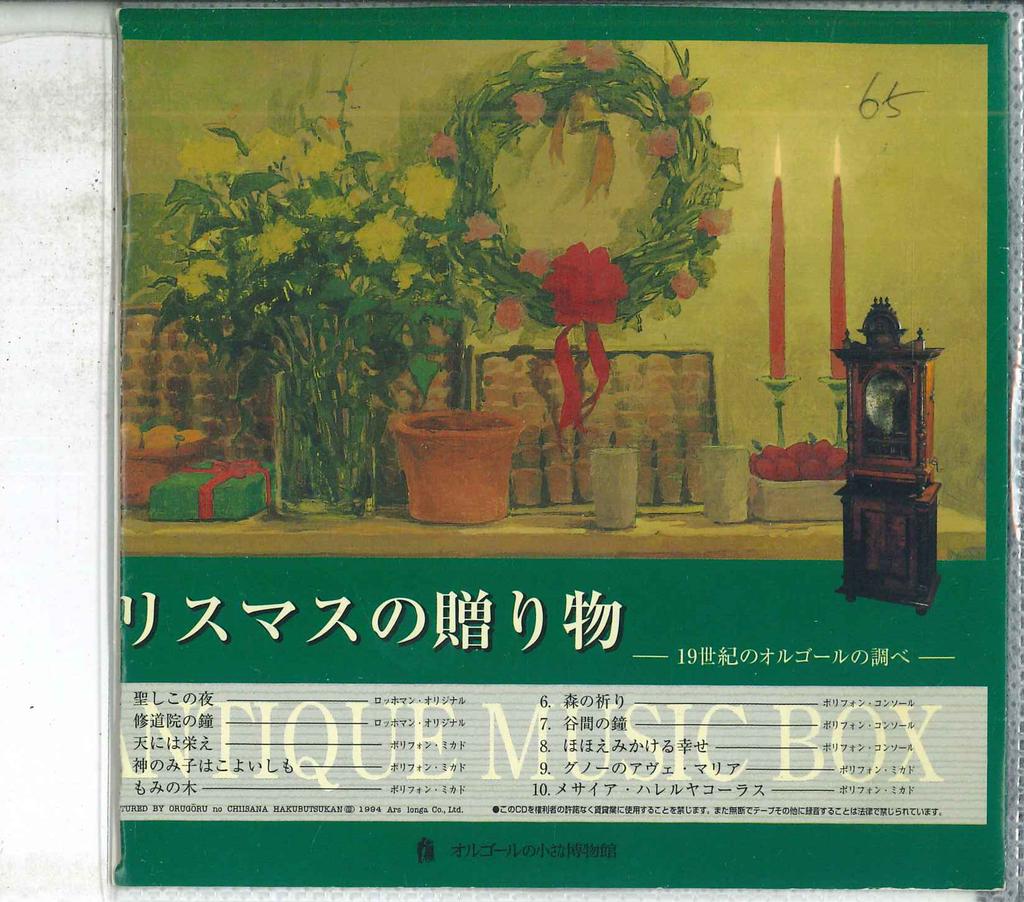 65
リスマスの贈り物
— 19世紀のオルゴールの調べ —
ANTIQUE MUSIC BOX
聖しこの夜 ロッホマン・オリジナル
修道院の鐘 ロッホマン・オリジナル
天には栄え ポリフォン・ミカド
神のみ子はこよいしも ポリフォン・ミカド
もみの木 ポリフォン・ミカド
6. 森の祈り ポリフォン・コンソール
7. 谷間の鐘 ポリフォン・コンソール
8. ほほえみかける幸せ ポリフォン・コンソール
9. グノーのアヴェ・マリア ポリフォン・ミカド
10. メサイア・ハレルヤコーラス ポリフォン・ミカド
TURED BY ORUGŌRU no CHIISANA HAKUBUTSUKAN 1994 Ars longa Co., Ltd.
●このCDを権利者の許諾なく賃貸業に使用することを禁じます。また無断でテープその他に録音することは法律で禁じられています。
オルゴールの小さな博物館